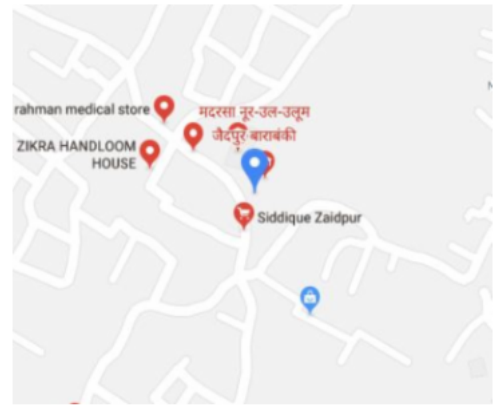 rahman medical store
मदरसा नूर-उल-उलूम
जैदपुर बाराबंकी
ZIKRA HANDLOOM
HOUSE
Siddique Zaidpur